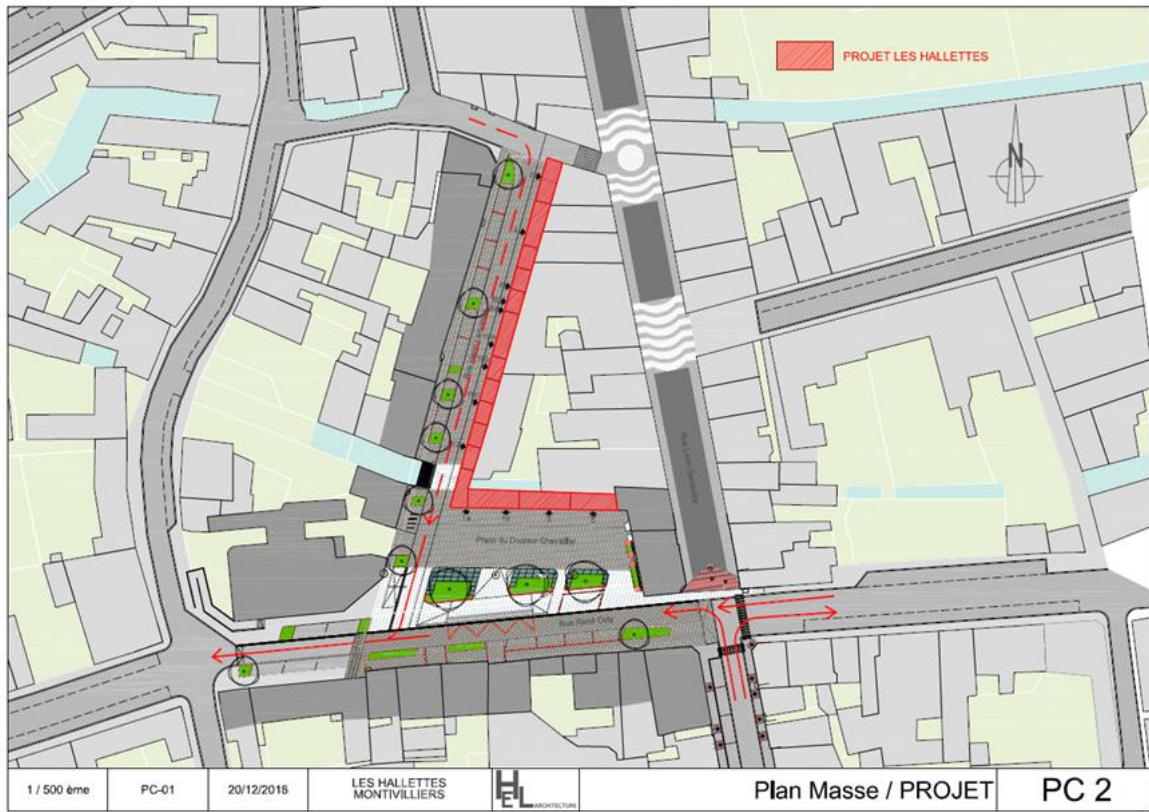 PROJET LES HALLETTES
N
Place du Docteur Chevallier
Rue Léon Gambetta
Rue René Coty
1 / 500 ème
PC-01
20/12/2018
LES HALLETTES
MONTIVILLIERS
HEL
ARCHITECTURE
Plan Masse / PROJET
PC 2